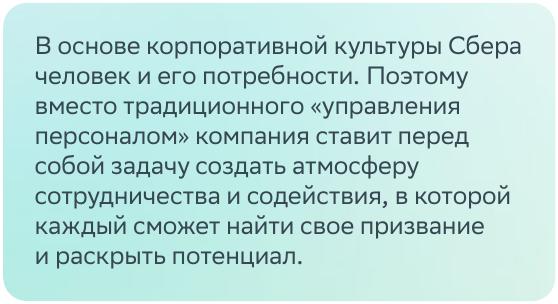 В основе корпоративной культуры Сбера
человек и его потребности. Поэтому
вместо традиционного «управления
персоналом» компания ставит перед
собой задачу создать атмосферу
сотрудничества и содействия, в которой
каждый сможет найти свое призвание
и раскрыть потенциал.